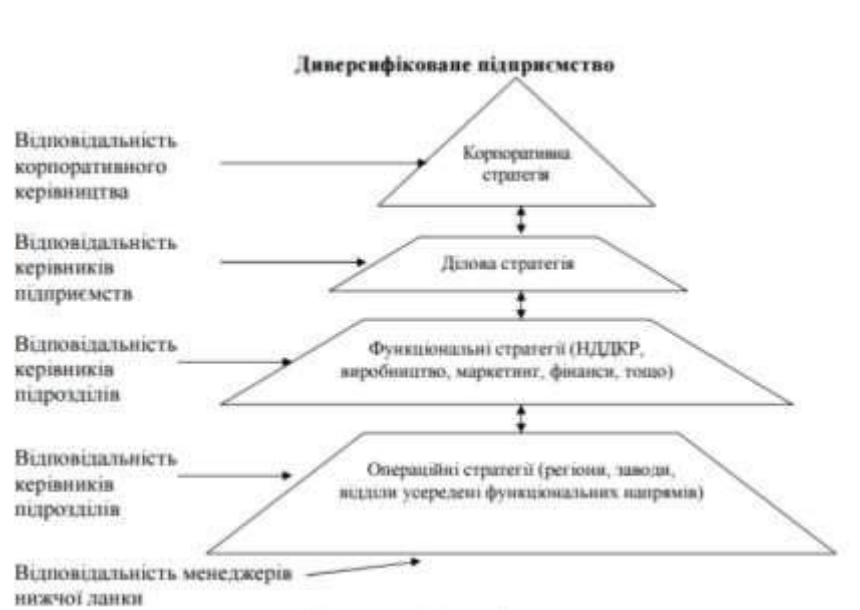 Диверсифіковане підприємство
Відповідальність
корпоративного
керівництва
Корпоративна
стратегія
Відповідальність
керівників
підприємств
Ділова стратегія
Відповідальність
керівників
підрозділів
Функціональні стратегії (НДДКР,
виробництво, маркетинг, фінанси, тощо)
Відповідальність
керівників
підрозділів
Операційні стратегії (регіони, заводи,
відділи усередені функціональних напрямів)
Відповідальність менеджерів
нижчої ланки